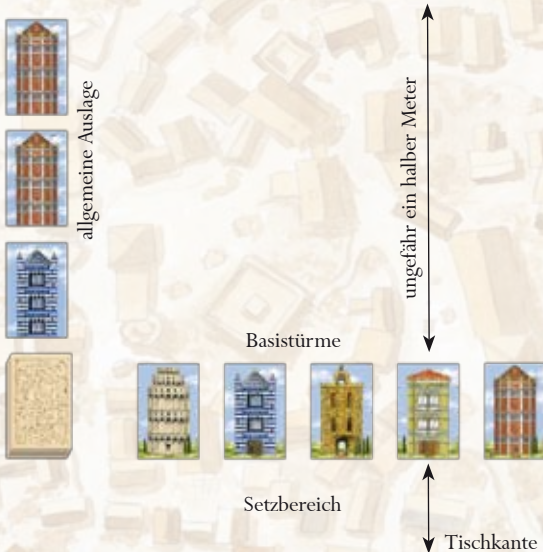 allgemeine Auslage
ungefähr ein halber Meter
Basistürme
Setzbereich
Tischkante